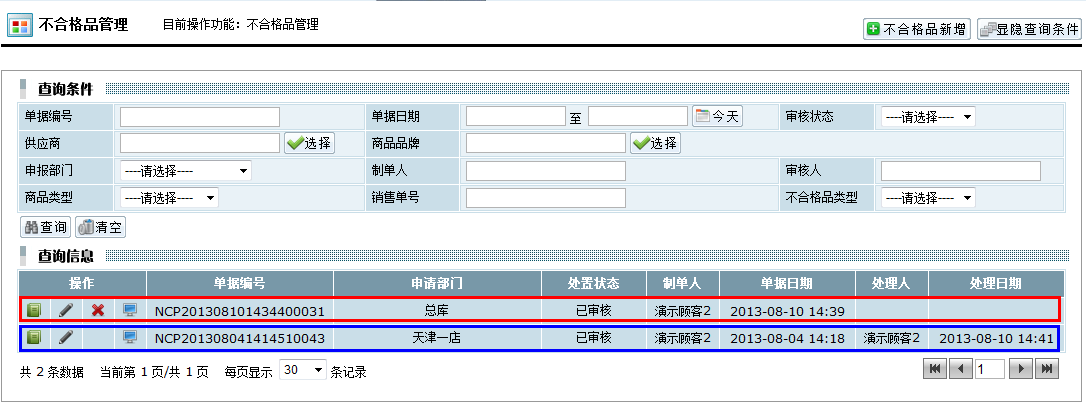 不合格品管理 目前操作功能：不合格品管理 不合格品新增 显隐查询条件
查询条件
单据编号 单据日期 至 今天 审核状态 ----请选择----
供应商 选择 商品品牌 选择
申报部门 ----请选择---- 制单人 审核人
商品类型 ----请选择---- 销售单号 不合格品类型 ----请选择----
查询 清空
查询信息
操作 单据编号 申请部门 处置状态 制单人 单据日期 处理人 处理日期
NCP201308101434400031 总库 已审核 演示顾客2 2013-08-10 14:39
NCP201308041414510043 天津一店 已审核 演示顾客2 2013-08-04 14:18 演示顾客2 2013-08-10 14:41
共 2 条数据 当前第 1 页/共 1 页 每页显示 30 条记录 1